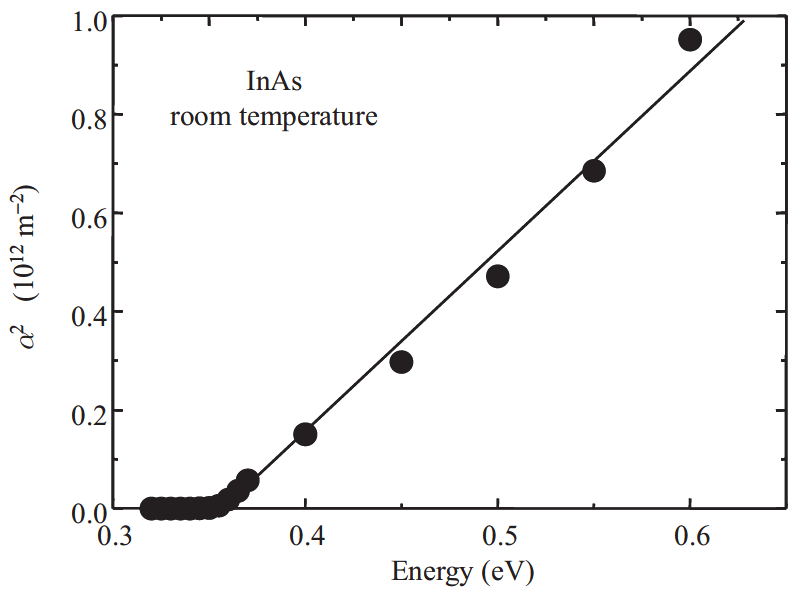 1.0
InAs
room temperature
0.8
0.6
α² (10¹² m⁻²)
0.4
0.2
0.0
0.3 0.4 0.5 0.6
Energy (eV)